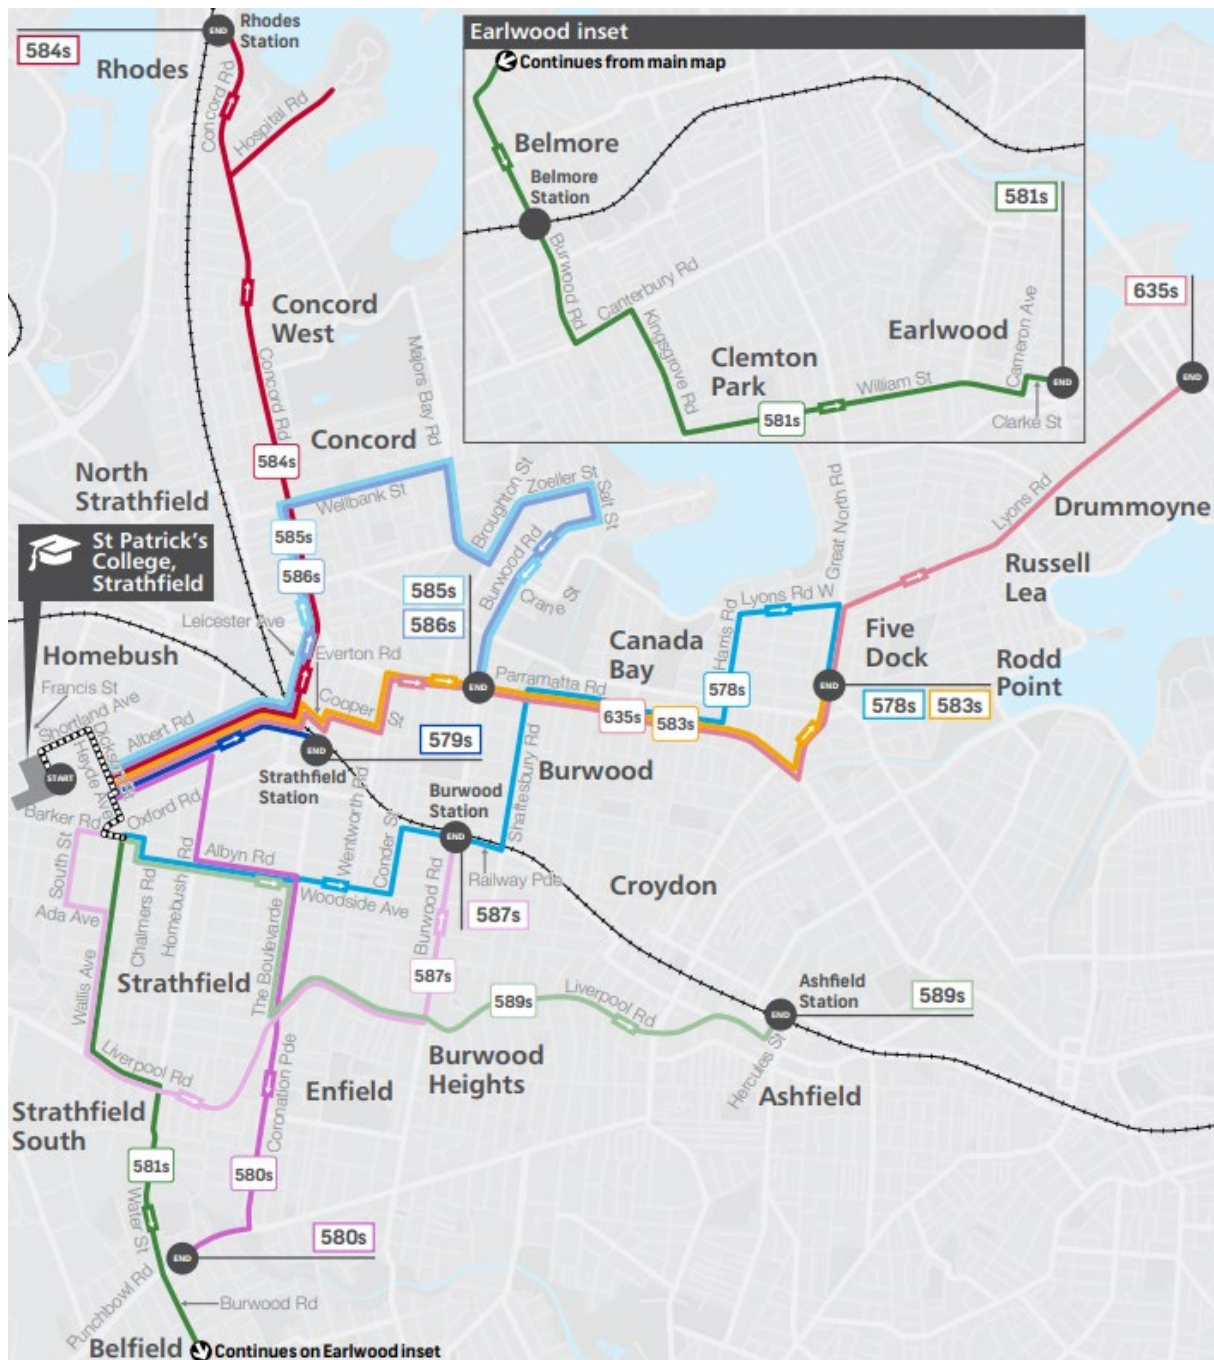 584s
END
Rhodes
Station
Rhodes
Concord Rd
Hospital Rd
Earlwood inset
Continues from main map
Belmore
Belmore
Station
581s
Burwood Rd
Canterbury Rd
Kingsgrove Rd
Clemton
Park
Earlwood
William St
Cameron Ave
END
581s
Clarke St
635s
END
Concord
West
Concord Rd
Majors Bay Rd
Concord
584s
North
Strathfield
Wellbank St
Broughton St
Zoeller St
Salt St
Great North Rd
Lyons Rd
Drummoyne
St Patrick's
College,
Strathfield
585s
586s
Burwood Rd
Crane St
585s
586s
Russell
Lea
Leicester Ave
Everton Rd
Homebush
Francis St
Shortland Ave
Albert Rd
Cooper St
Parramatta Rd
Canada
Bay
Harris Rd
Lyons Rd W
Five
Dock
Rodd
Point
END
END
578s
578s
583s
635s
583s
579s
END
Strathfield
Station
START
Heyde Ave
Barker Rd
Oxford Rd
Burwood
Station
END
Burwood
Shaftesbury Rd
Wentworth Rd
Conder St
Railway Pde
South St
Albyn Rd
Woodside Ave
Ada Ave
Chalmers Rd
Homebush Rd
Burwood Rd
587s
Croydon
Wallis Ave
Strathfield
The Boulevarde
587s
589s
Liverpool Rd
Ashfield
Station
END
589s
Liverpool Rd
Burwood
Heights
Hercules St
Ashfield
Enfield
Coronation Pde
Strathfield
South
581s
580s
Water St
END
580s
Punchbowl Rd
Burwood Rd
Belfield
Continues on Earlwood inset